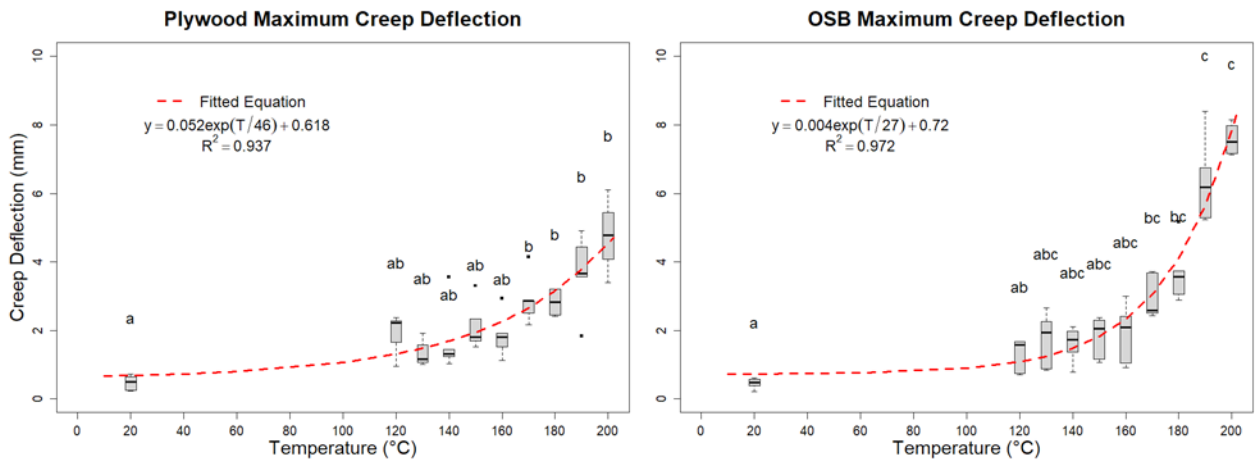 Plywood Maximum Creep Deflection
10
8
6
4
2
0
Creep Deflection (mm)
Fitted Equation
y = 0.052exp(T/46) + 0.618
R² = 0.937
a
ab
ab
ab
ab
ab
b
b
b
b
0 20 40 60 80 100 120 140 160 180 200
Temperature (°C)
OSB Maximum Creep Deflection
10
8
6
4
2
0
Fitted Equation
y = 0.004exp(T/27) + 0.72
R² = 0.972
a
ab
abc
abc
abc
abc
bc
bc
c
c
0 20 40 60 80 100 120 140 160 180 200
Temperature (°C)